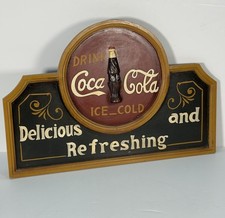 DRINK
Coca Cola
ICE-COLD
Delicious and
Refreshing